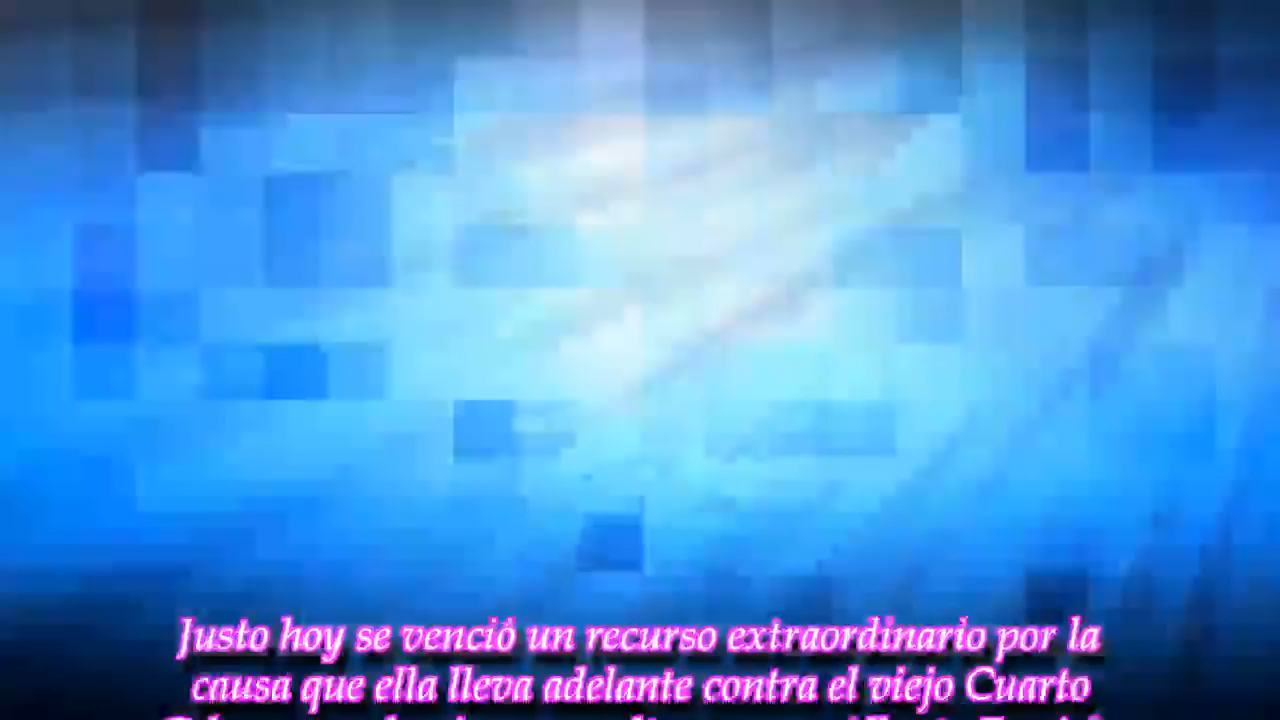 Justo hoy se venció un recurso extraordinario por la
causa que ella lleva adelante contra el viejo Cuarto